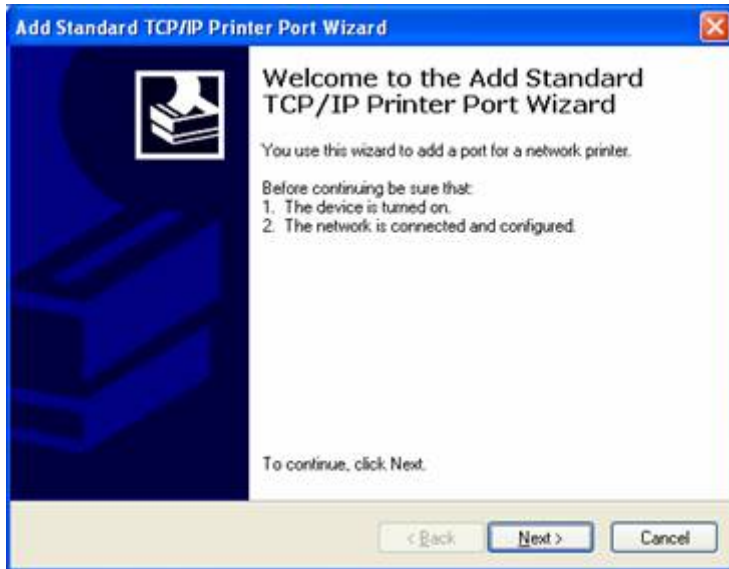 Add Standard TCP/IP Printer Port Wizard
Welcome to the Add Standard
TCP/IP Printer Port Wizard
You use this wizard to add a port for a network printer.
Before continuing be sure that:
1. The device is turned on.
2. The network is connected and configured.
To continue, click Next.
< Back
Next >
Cancel